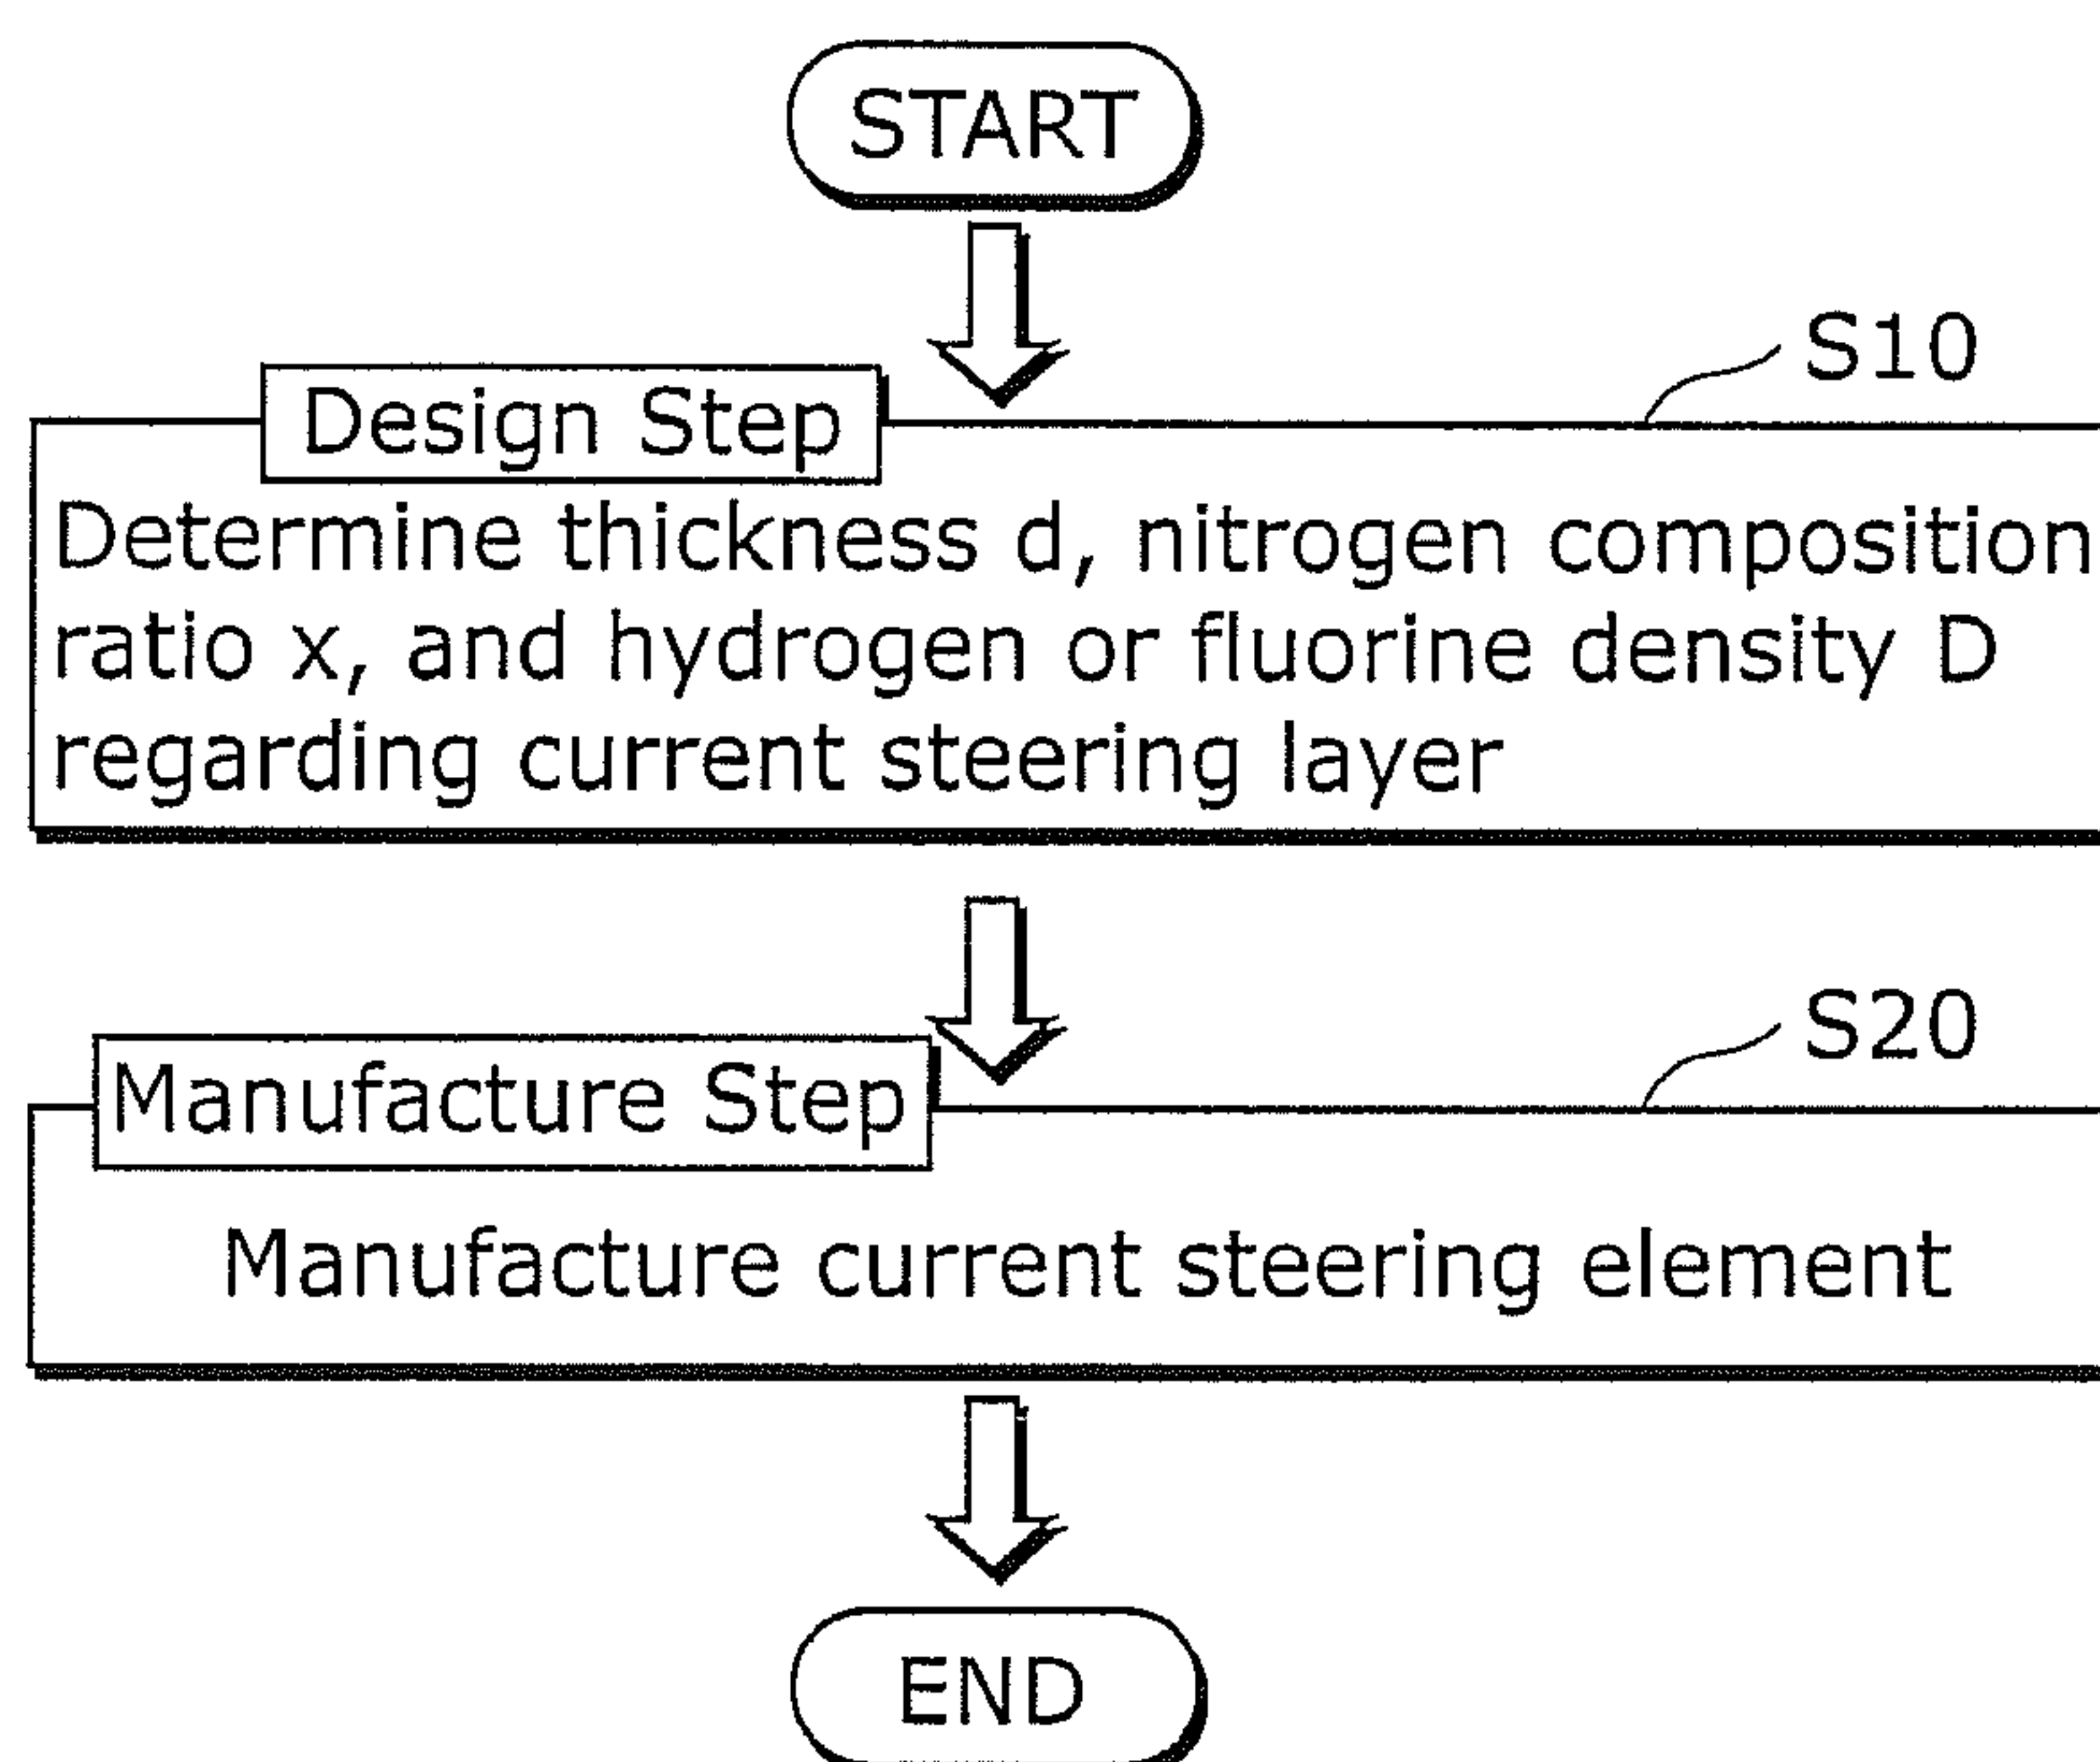 START
S10
Design Step
Determine thickness d, nitrogen composition
ratio x, and hydrogen or fluorine density D
regarding current steering layer
S20
Manufacture Step
Manufacture current steering element
END